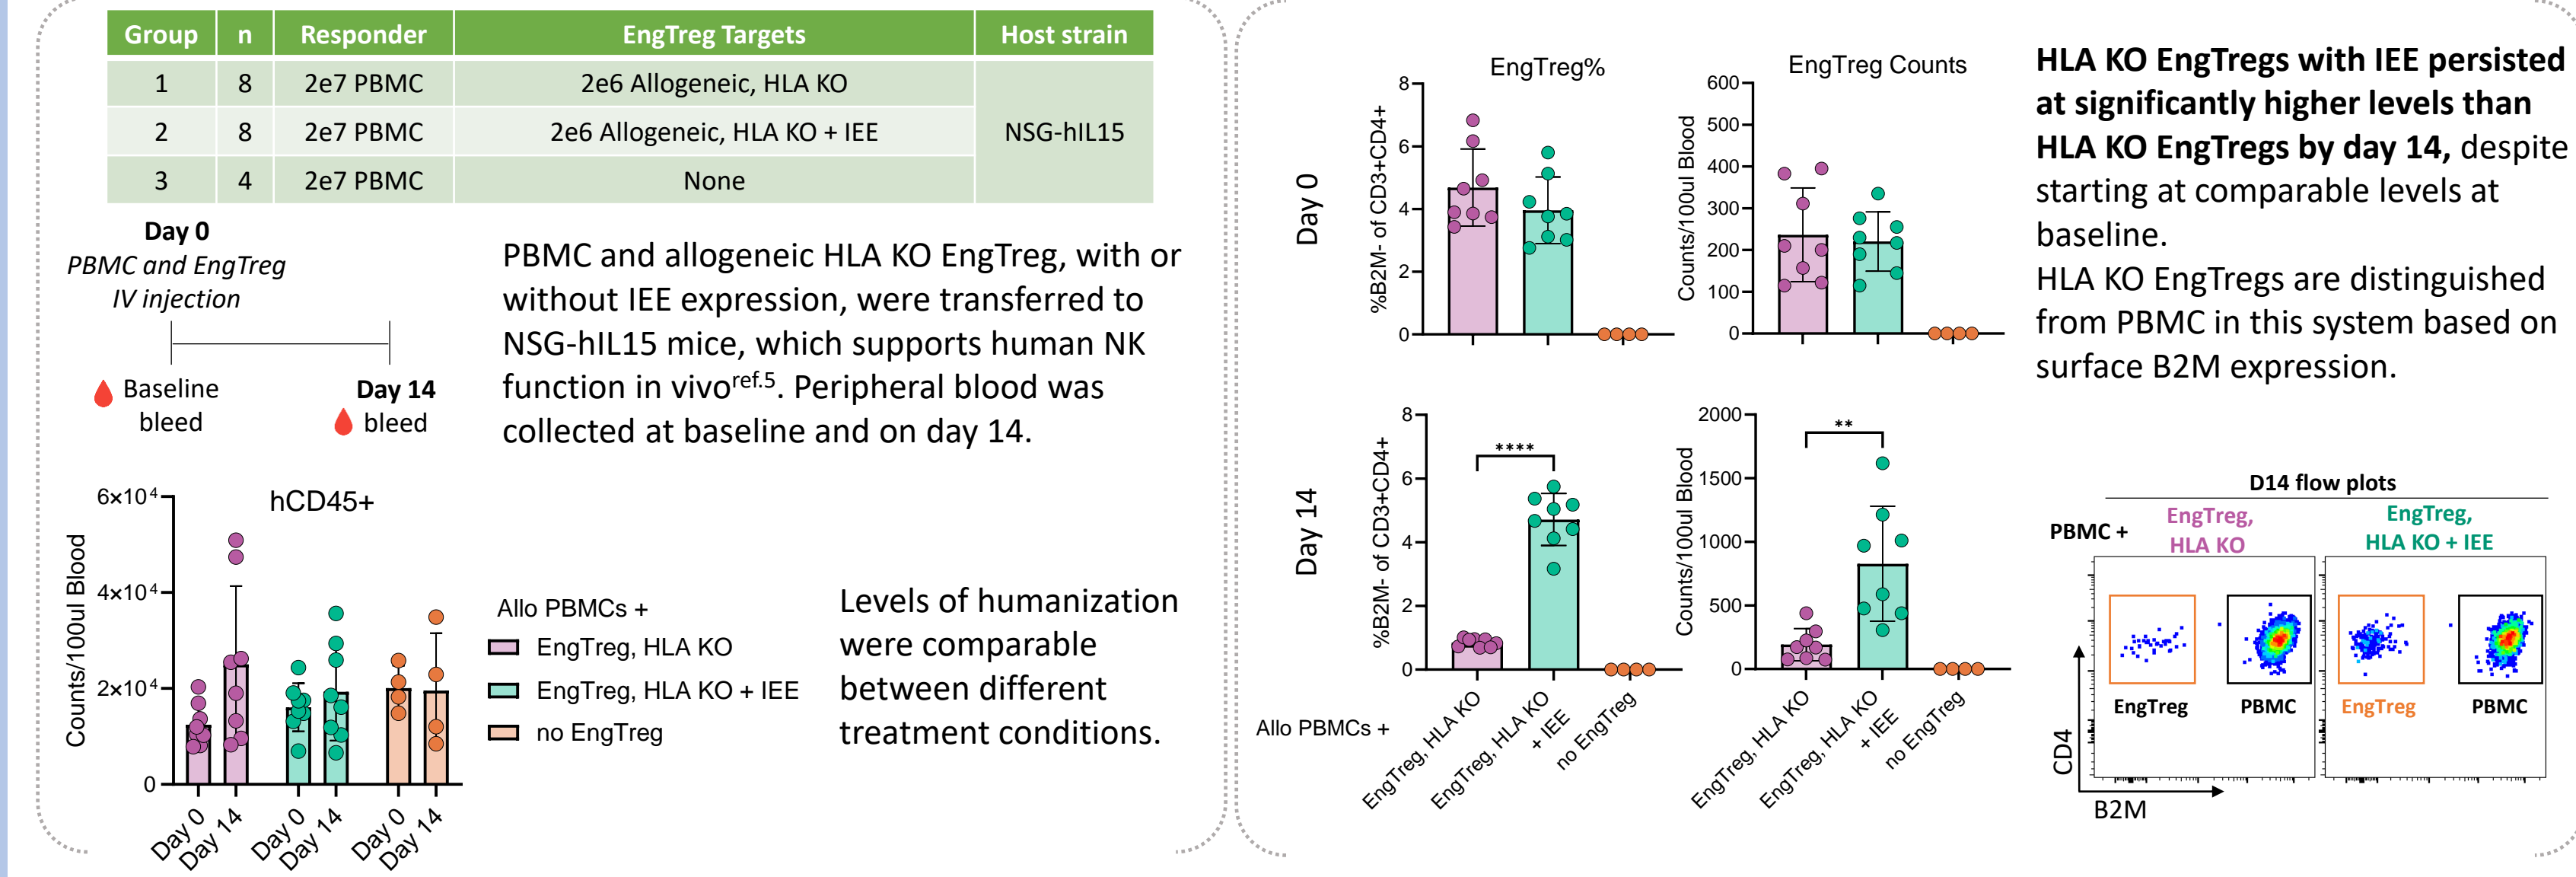 Group n Responder EngTreg Targets Host strain
1 8 2e7 PBMC 2e6 Allogeneic, HLA KO
2 8 2e7 PBMC 2e6 Allogeneic, HLA KO + IEE NSG-hIL15
3 4 2e7 PBMC None
Day 0
PBMC and EngTreg
IV injection
Baseline
bleed
Day 14
bleed
PBMC and allogeneic HLA KO EngTreg, with or
without IEE expression, were transferred to
NSG-hIL15 mice, which supports human NK
function in vivo^ref.5. Peripheral blood was
collected at baseline and on day 14.
hCD45+
Counts/100ul Blood
6×10⁴
4×10⁴
2×10⁴
0
Day 0
Day 14
Day 0
Day 14
Day 0
Day 14
Allo PBMCs +
EngTreg, HLA KO
EngTreg, HLA KO + IEE
no EngTreg
Levels of humanization
were comparable
between different
treatment conditions.
Day 0
EngTreg%
%B2M- of CD3+CD4+
8
6
4
2
0
EngTreg Counts
Counts/100ul Blood
600
500
400
300
200
100
0
Day 14
%B2M- of CD3+CD4+
8
6
4
2
0
****
Counts/100ul Blood
2000
1500
1000
500
0
**
Allo PBMCs +
EngTreg, HLA KO
EngTreg, HLA KO
+ IEE
no EngTreg
EngTreg, HLA KO
EngTreg, HLA KO
+ IEE
no EngTreg
HLA KO EngTregs with IEE persisted
at significantly higher levels than
HLA KO EngTregs by day 14, despite
starting at comparable levels at
baseline.
HLA KO EngTregs are distinguished
from PBMC in this system based on
surface B2M expression.
D14 flow plots
PBMC +
EngTreg,
HLA KO
EngTreg,
HLA KO + IEE
EngTreg PBMC
EngTreg PBMC
CD4
B2M